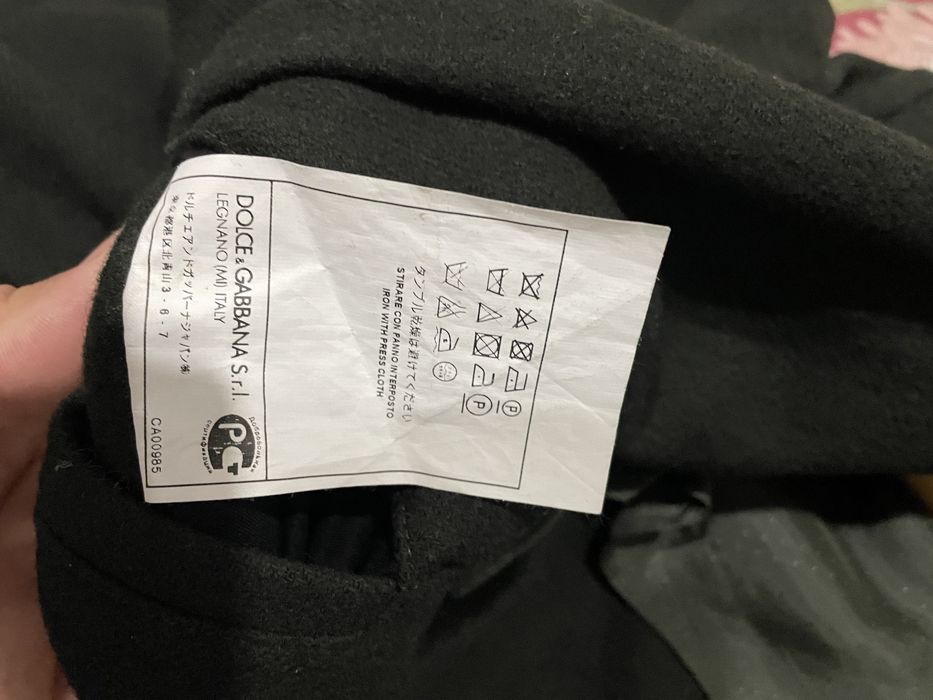 P
P
タンブル乾燥は避けてください
STIRARE CON PANNO INTERPOSTO
IRON WITH PRESS CLOTH
DOLCE & GABBANA S.r.l.
LEGNANO (MI) ITALY
ドルチェアンドガッバーナジャパン㈱
東京都港区北青山3-6-7
CA00985